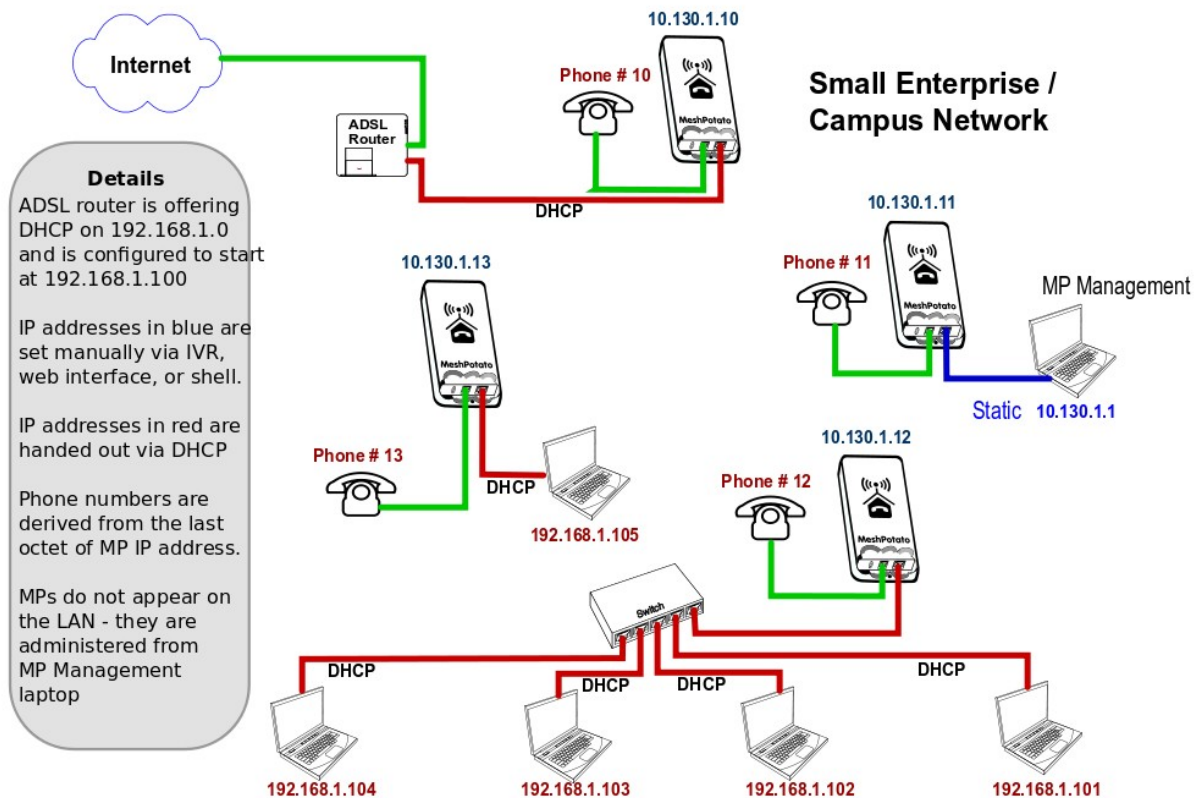 10.130.1.10
Internet
Phone # 10
MeshPotato
Small Enterprise /
Campus Network
ADSL
Router
DHCP
Details
ADSL router is offering
DHCP on 192.168.1.0
and is configured to start
at 192.168.1.100
IP addresses in blue are
set manually via IVR,
web interface, or shell.
IP addresses in red are
handed out via DHCP
Phone numbers are
derived from the last
octet of MP IP address.
MPs do not appear on
the LAN - they are
administered from
MP Management
laptop
10.130.1.11
Phone # 11
MeshPotato
MP Management
Static 10.130.1.1
10.130.1.13
MeshPotato
Phone # 13
DHCP
192.168.1.105
10.130.1.12
Phone # 12
MeshPotato
Switch
DHCP
DHCP
DHCP
DHCP
192.168.1.104
192.168.1.103
192.168.1.102
192.168.1.101